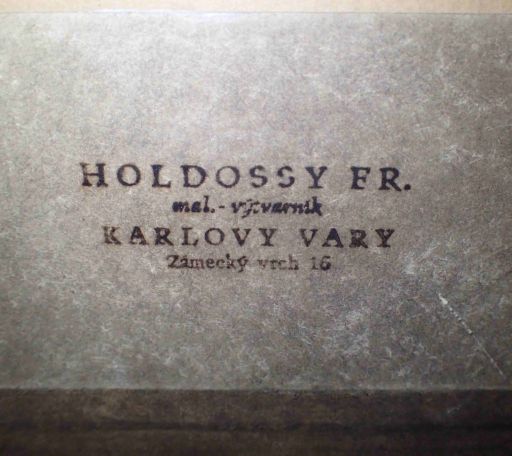 HOLDOSSY FR.
mal.-výtvarník
KARLOVY VARY
Zámecký vrch 16